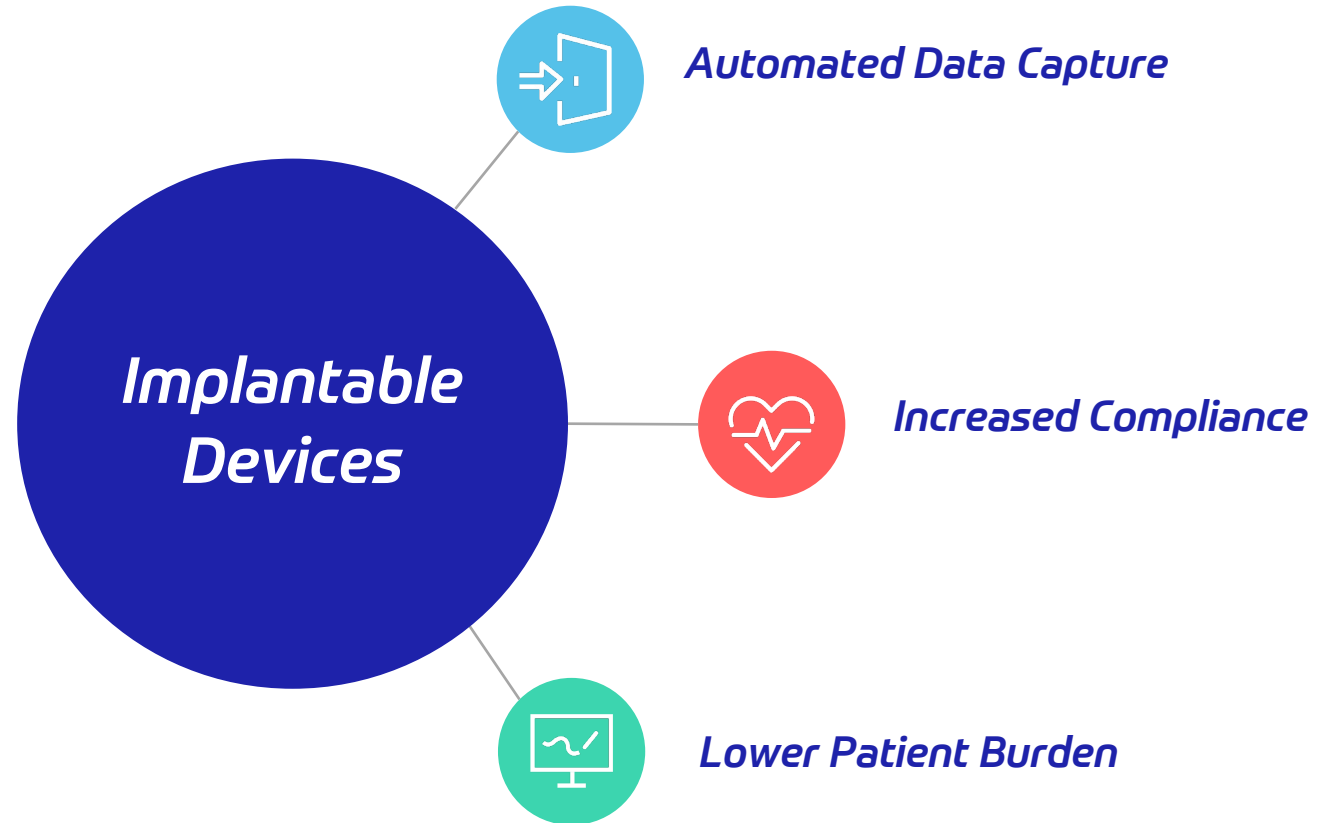 Automated Data Capture
Implantable
Devices
Increased Compliance
Lower Patient Burden